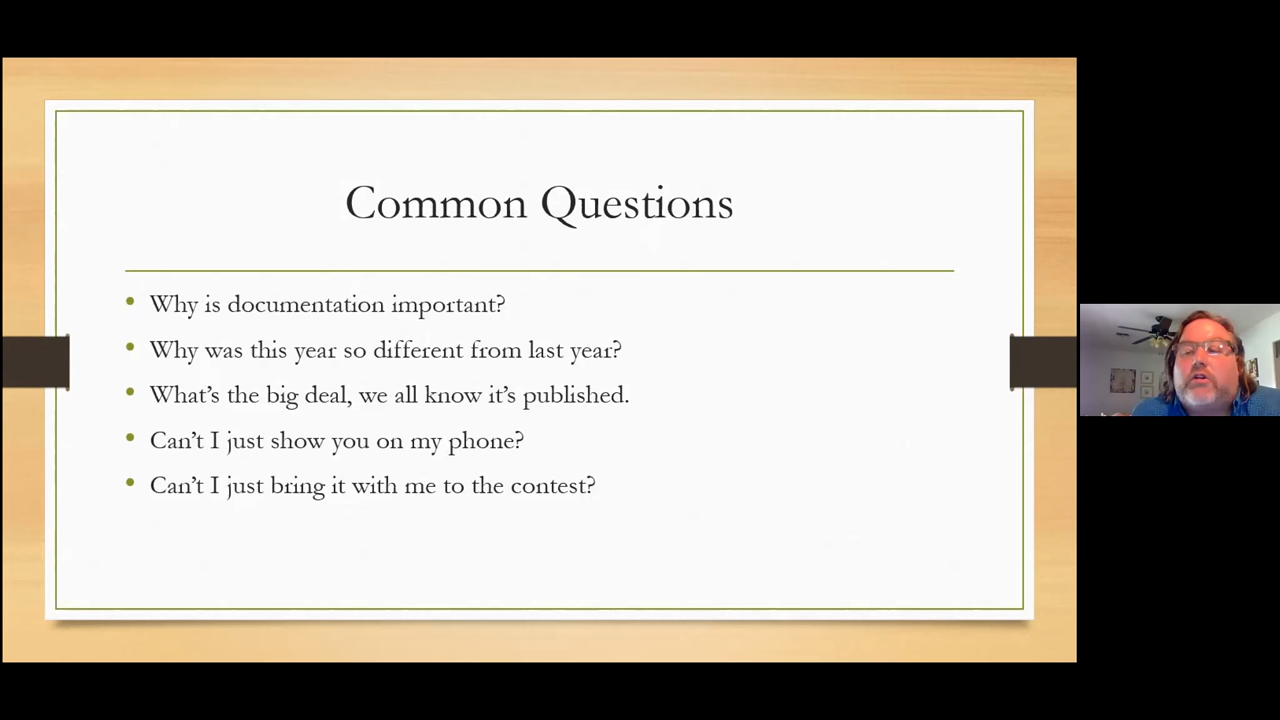 Common Questions
Why is documentation important?
Why was this year so different from last year?
What's the big deal, we all know it's published.
Can't I just show you on my phone?
Can't I just bring it with me to the contest?